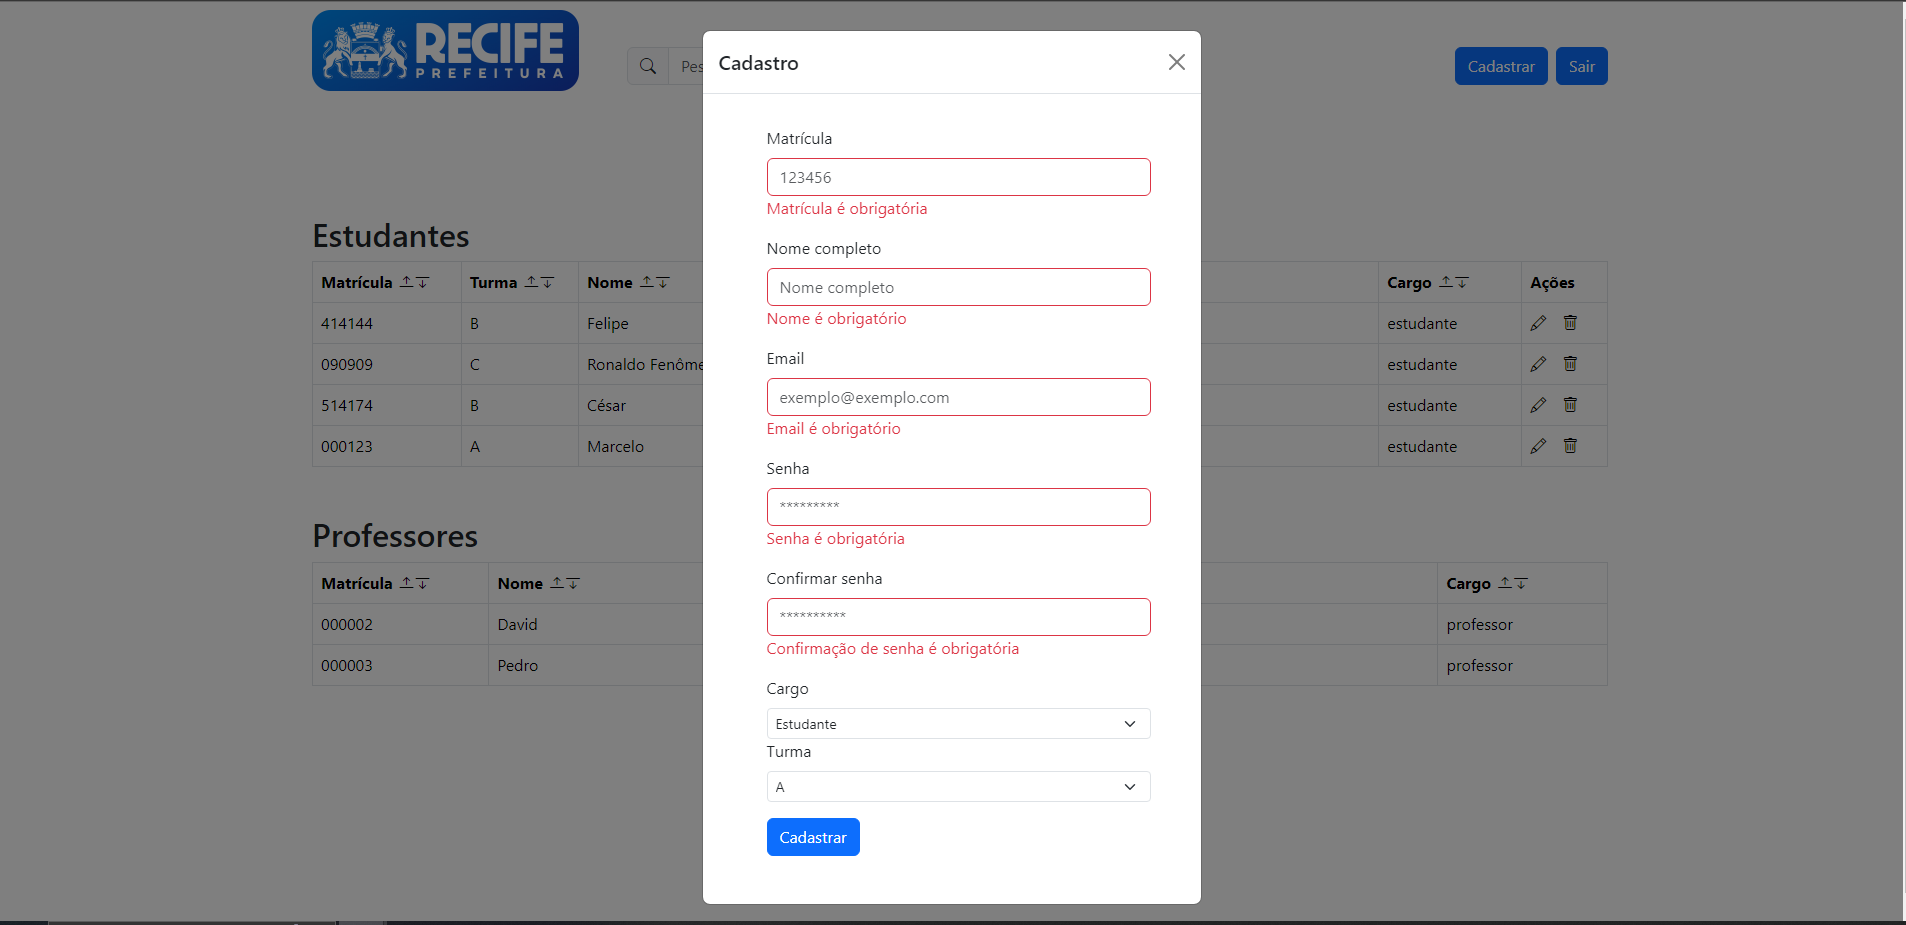 RECIFE
PREFEITURA
Pes
Cadastrar
Sair
Cadastro
Matrícula
123456
Matrícula é obrigatória
Nome completo
Nome completo
Nome é obrigatório
Email
exemplo@exemplo.com
Email é obrigatório
Senha
*********
Senha é obrigatória
Confirmar senha
**********
Confirmação de senha é obrigatória
Cargo
Estudante
Turma
A
Cadastrar
Estudantes
Matrícula Turma Nome Cargo Ações
414144 B Felipe estudante
090909 C Ronaldo Fenôme estudante
514174 B César estudante
000123 A Marcelo estudante
Professores
Matrícula Nome Cargo
000002 David professor
000003 Pedro professor